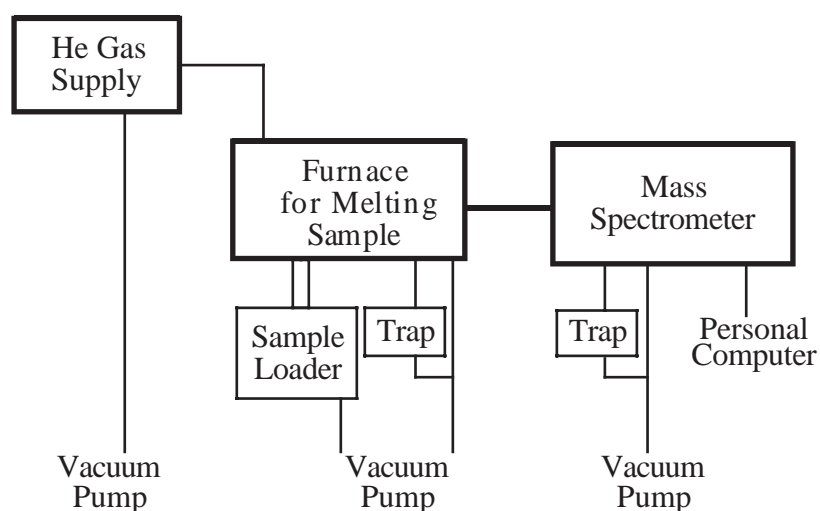 He Gas
Supply
Furnace
for Melting
Sample
Mass
Spectrometer
Sample
Loader
Trap
Trap
Personal
Computer
Vacuum
Pump
Vacuum
Pump
Vacuum
Pump